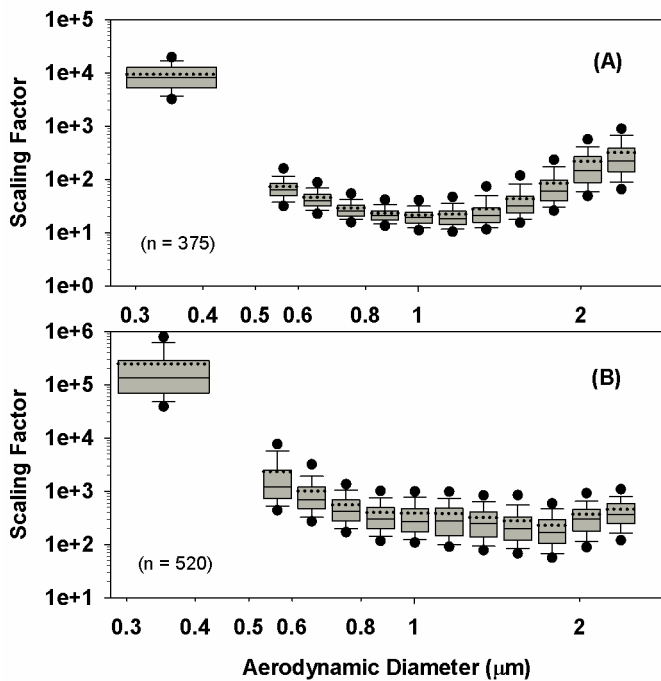 1e+5
1e+4
1e+3
1e+2
1e+1
1e+0
Scaling Factor
(A)
(n = 375)
0.3 0.4 0.5 0.6 0.8 1 2
1e+6
1e+5
1e+4
1e+3
1e+2
1e+1
Scaling Factor
(B)
(n = 520)
0.3 0.4 0.5 0.6 0.8 1 2
Aerodynamic Diameter (μm)